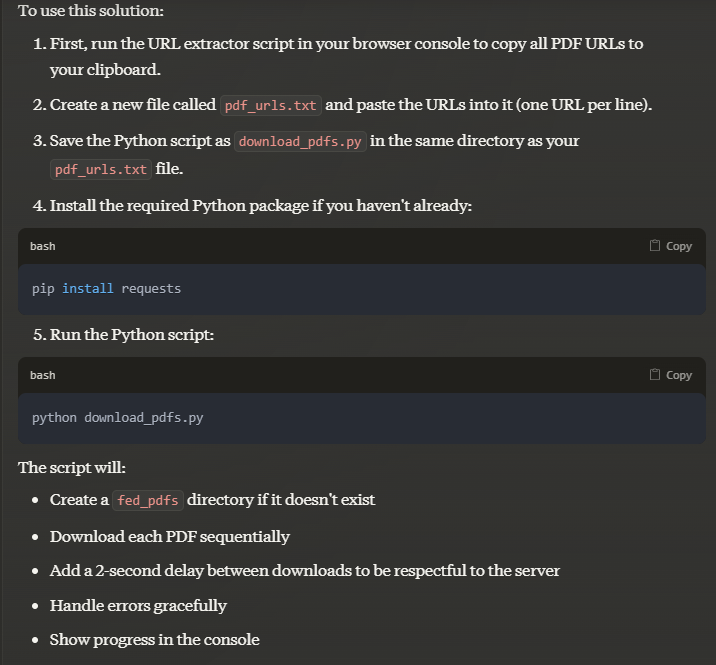 To use this solution:
1. First, run the URL extractor script in your browser console to copy all PDF URLs to
your clipboard.
2. Create a new file called pdf_urls.txt and paste the URLs into it (one URL per line).
3. Save the Python script as download_pdfs.py in the same directory as your
pdf_urls.txt file.
4. Install the required Python package if you haven't already:
bash Copy
pip install requests
5. Run the Python script:
bash Copy
python download_pdfs.py
The script will:
• Create a fed_pdfs directory if it doesn't exist
• Download each PDF sequentially
• Add a 2-second delay between downloads to be respectful to the server
• Handle errors gracefully
• Show progress in the console